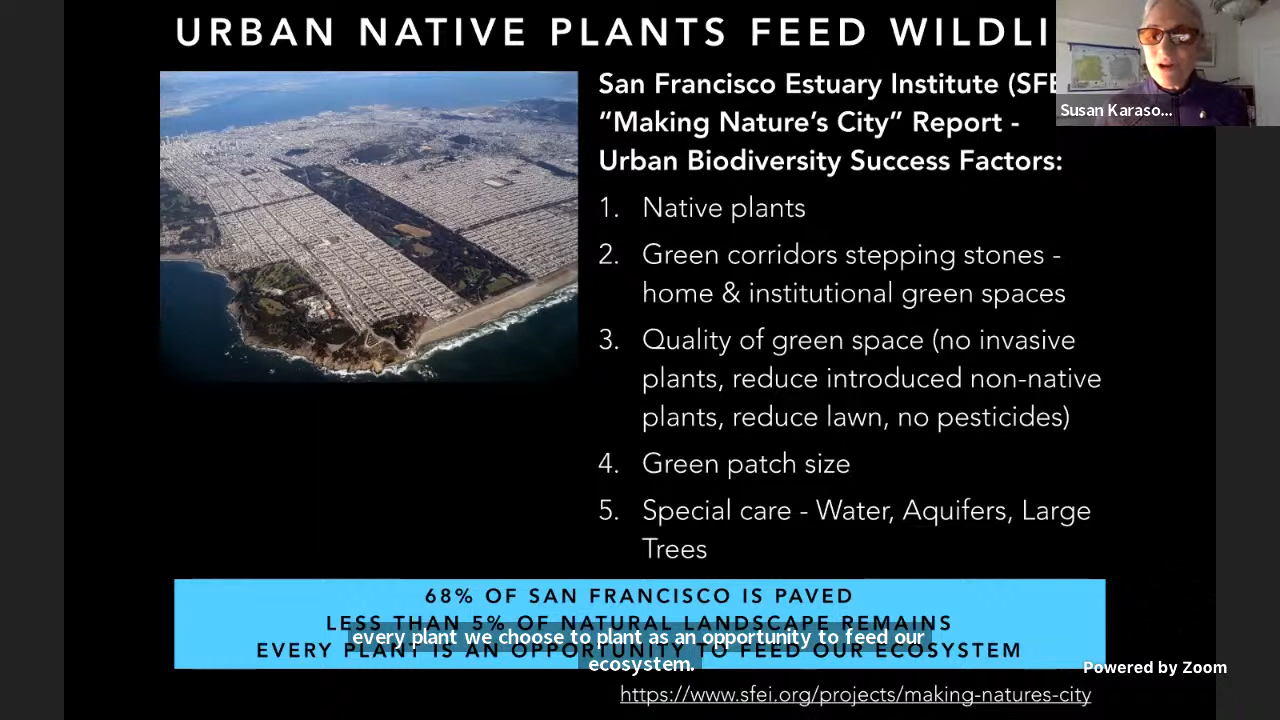 URBAN NATIVE PLANTS FEED WILDLI
San Francisco Estuary Institute (SFE
“Making Nature’s City” Report -
Urban Biodiversity Success Factors:
1. Native plants
2. Green corridors stepping stones -
home & institutional green spaces
3. Quality of green space (no invasive
plants, reduce introduced non-native
plants, reduce lawn, no pesticides)
4. Green patch size
5. Special care - Water, Aquifers, Large
Trees
Susan Karaso...
68% OF SAN FRANCISCO IS PAVED
LESS THAN 5% OF NATURAL LANDSCAPE REMAINS
EVERY PLANT IS AN OPPORTUNITY TO FEED OUR ECOSYSTEM
every plant we choose to plant as an opportunity to feed our
ecosystem.
Powered by Zoom
https://www.sfei.org/projects/making-natures-city